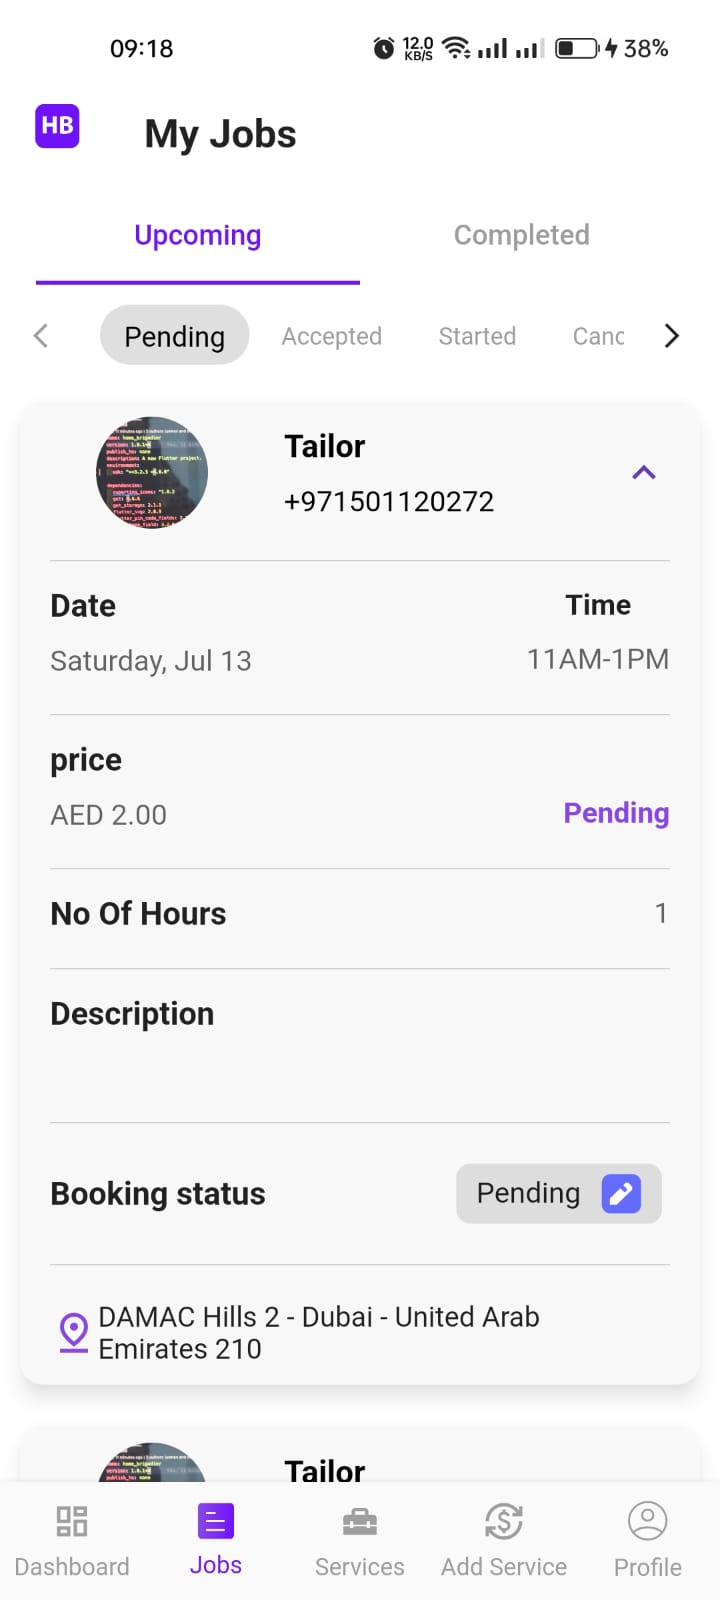 09:18
12.0
KB/S
38%
HB
My Jobs
Upcoming
Completed
Pending
Accepted
Started
Canc
Tailor
+971501120272
Date
Time
Saturday, Jul 13
11AM-1PM
price
AED 2.00
Pending
No Of Hours
1
Description
Booking status
Pending
DAMAC Hills 2 - Dubai - United Arab
Emirates 210
Tailor
Dashboard
Jobs
Services
Add Service
Profile